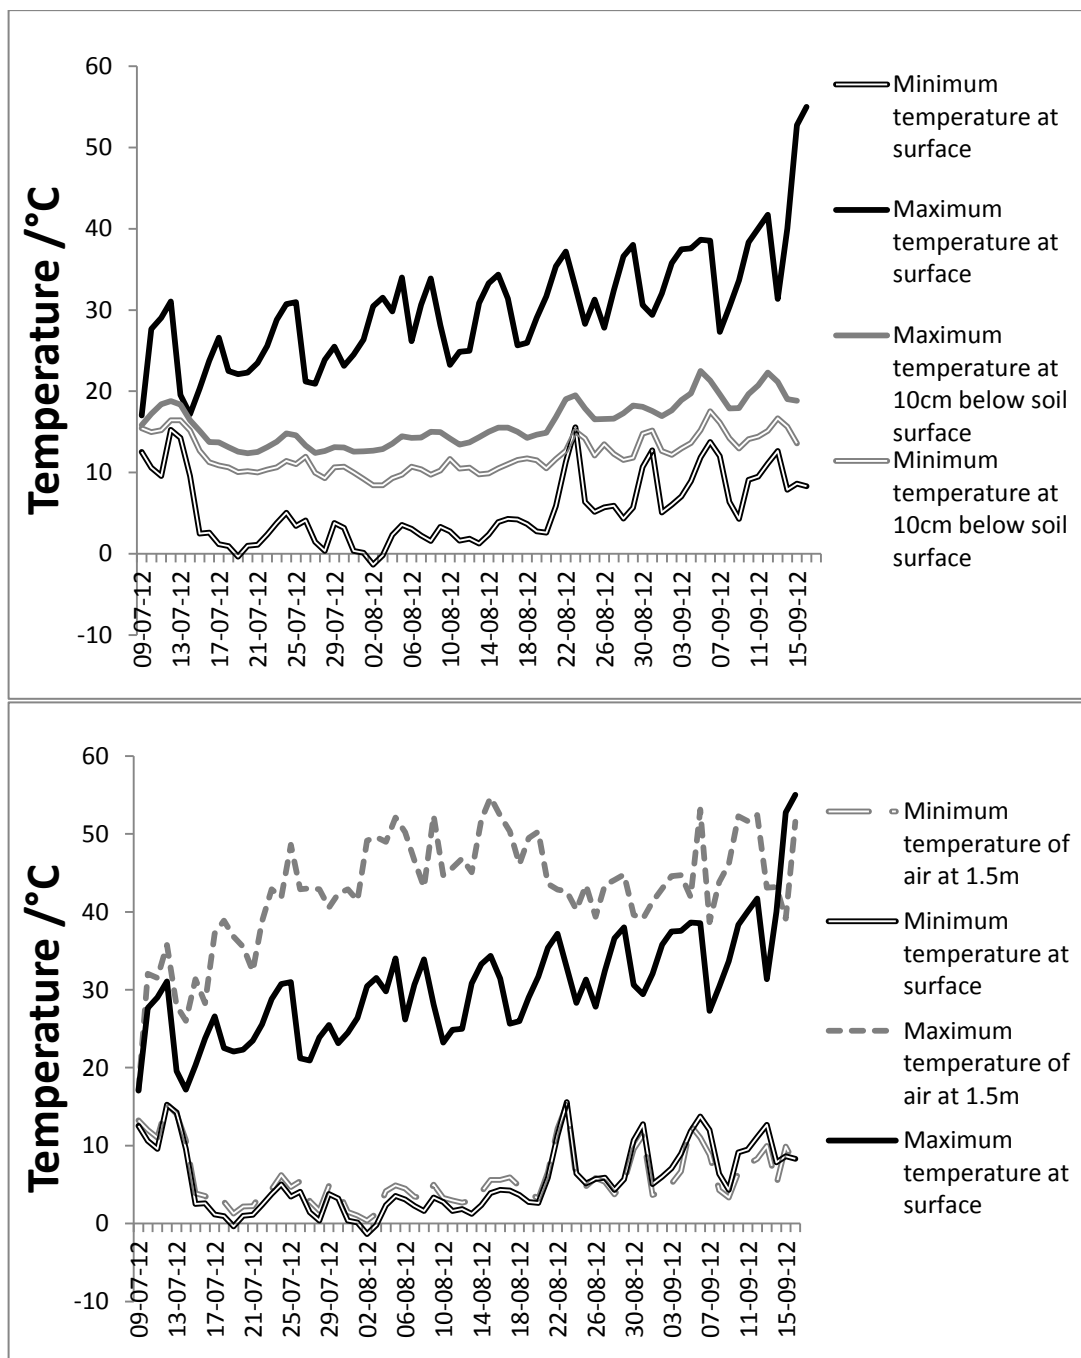 60
50
40
30
20
10
0
-10
Temperature /°C
09-07-12
13-07-12
17-07-12
21-07-12
25-07-12
29-07-12
02-08-12
06-08-12
10-08-12
14-08-12
18-08-12
22-08-12
26-08-12
30-08-12
03-09-12
07-09-12
11-09-12
15-09-12
Minimum
temperature at
surface
Maximum
temperature at
surface
Maximum
temperature at
10cm below soil
surface
Minimum
temperature at
10cm below soil
surface
60
50
40
30
20
10
0
-10
Temperature /°C
09-07-12
13-07-12
17-07-12
21-07-12
25-07-12
29-07-12
02-08-12
06-08-12
10-08-12
14-08-12
18-08-12
22-08-12
26-08-12
30-08-12
03-09-12
07-09-12
11-09-12
15-09-12
Minimum
temperature of
air at 1.5m
Minimum
temperature at
surface
Maximum
temperature of
air at 1.5m
Maximum
temperature at
surface